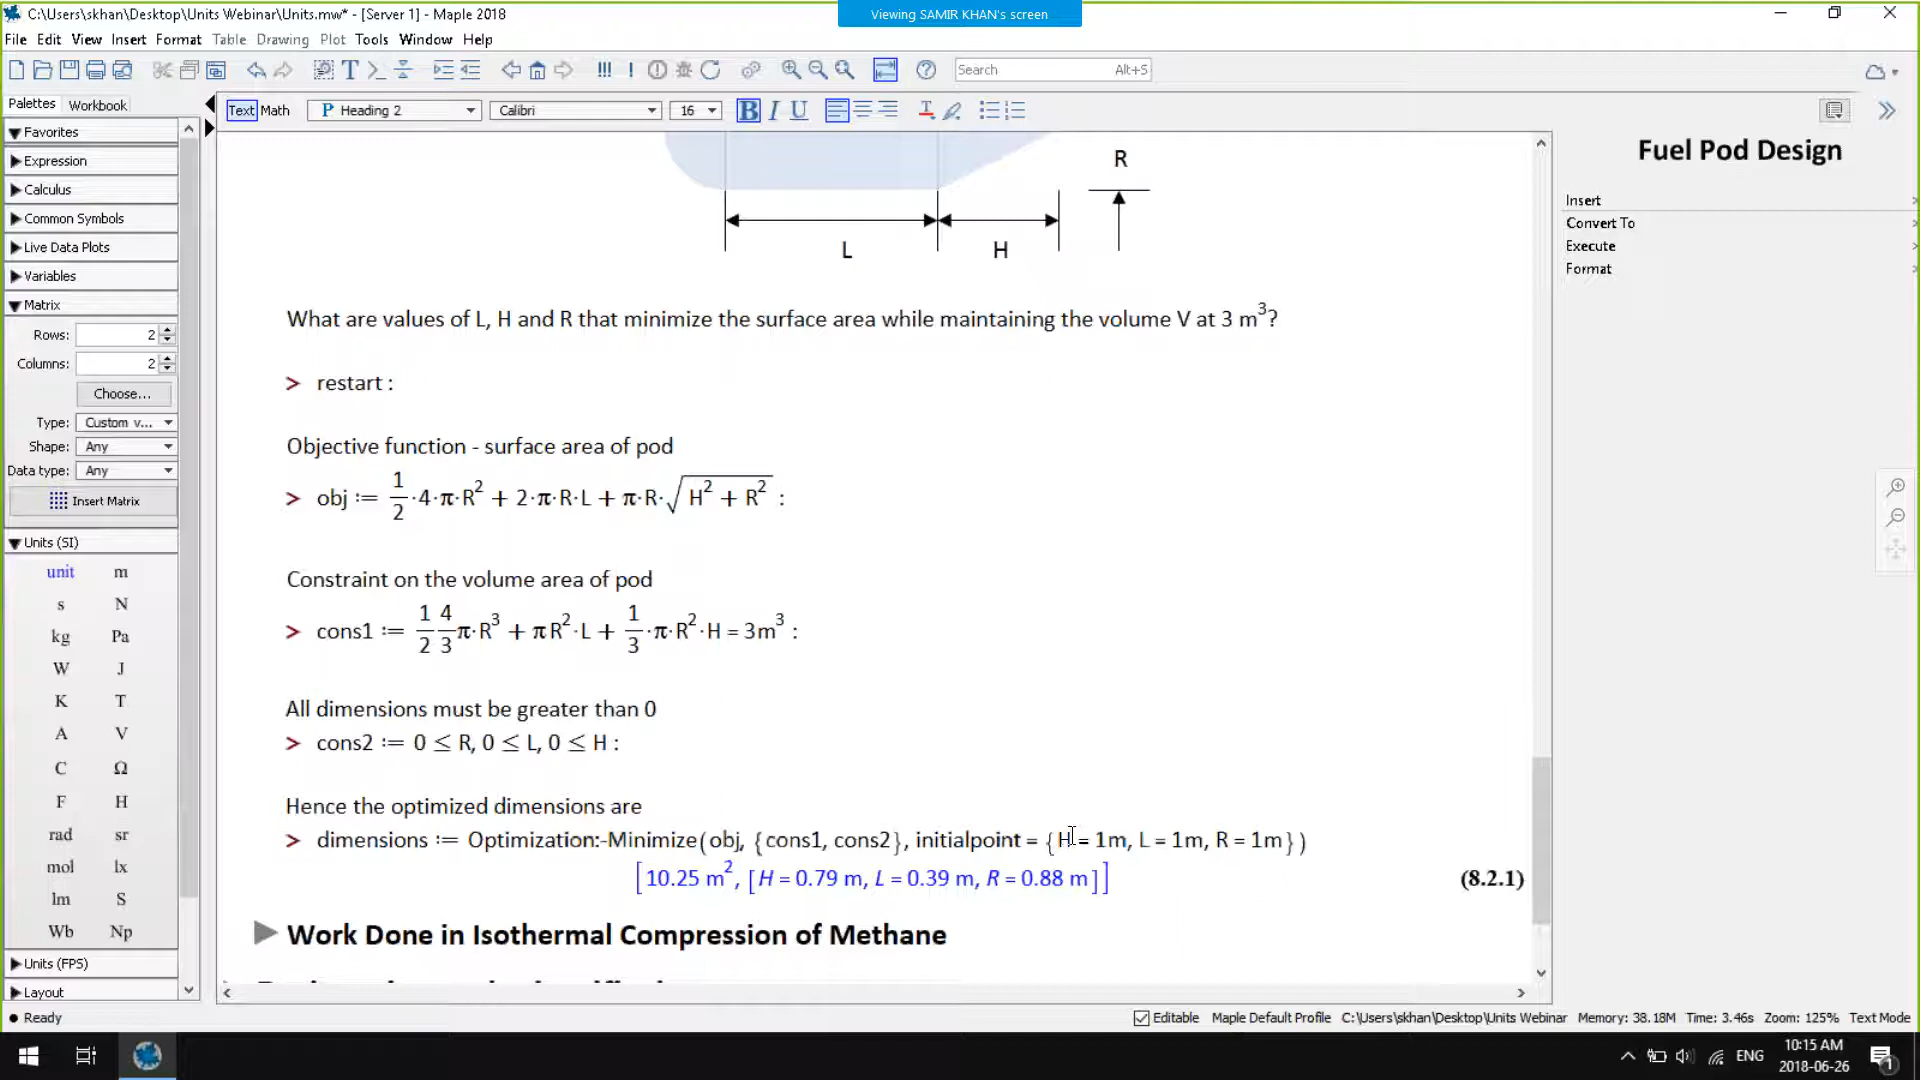 C:\Users\skhan\Desktop\Units Webinar\Units.mw* - [Server 1] - Maple 2018
Viewing SAMIR KHAN's screen
File Edit View Insert Format Table Drawing Plot Tools Window Help
Search Alt+S
Palettes Workbook
Text Math P Heading 2 Calibri 16 B I U
Favorites
Expression
Calculus
Common Symbols
Live Data Plots
Variables
Matrix
Rows: 2
Columns: 2
Choose...
Type: Custom v...
Shape: Any
Data type: Any
Insert Matrix
Units (SI)
unit m
s N
kg Pa
W J
K T
A V
C Ω
F H
rad sr
mol lx
lm S
Wb Np
Units (FPS)
Layout
R
L H
What are values of L, H and R that minimize the surface area while maintaining the volume V at 3 m³?
> restart :
Objective function - surface area of pod
> obj := 1/2·4·π·R² + 2·π·R·L + π·R·√(H² + R²) :
Constraint on the volume area of pod
> cons1 := 1/2 4/3 π·R³ + πR²·L + 1/3·π·R²·H = 3m³ :
All dimensions must be greater than 0
> cons2 := 0 ≤ R, 0 ≤ L, 0 ≤ H :
Hence the optimized dimensions are
> dimensions := Optimization:-Minimize(obj, {cons1, cons2}, initialpoint = {H = 1m, L = 1m, R = 1m})
[10.25 m², [H = 0.79 m, L = 0.39 m, R = 0.88 m]] (8.2.1)
Work Done in Isothermal Compression of Methane
Fuel Pod Design
Insert
Convert To
Execute
Format
Ready
Editable Maple Default Profile C:\Users\skhan\Desktop\Units Webinar Memory: 38.18M Time: 3.46s Zoom: 125% Text Mode
ENG 10:15 AM
2018-06-26
1